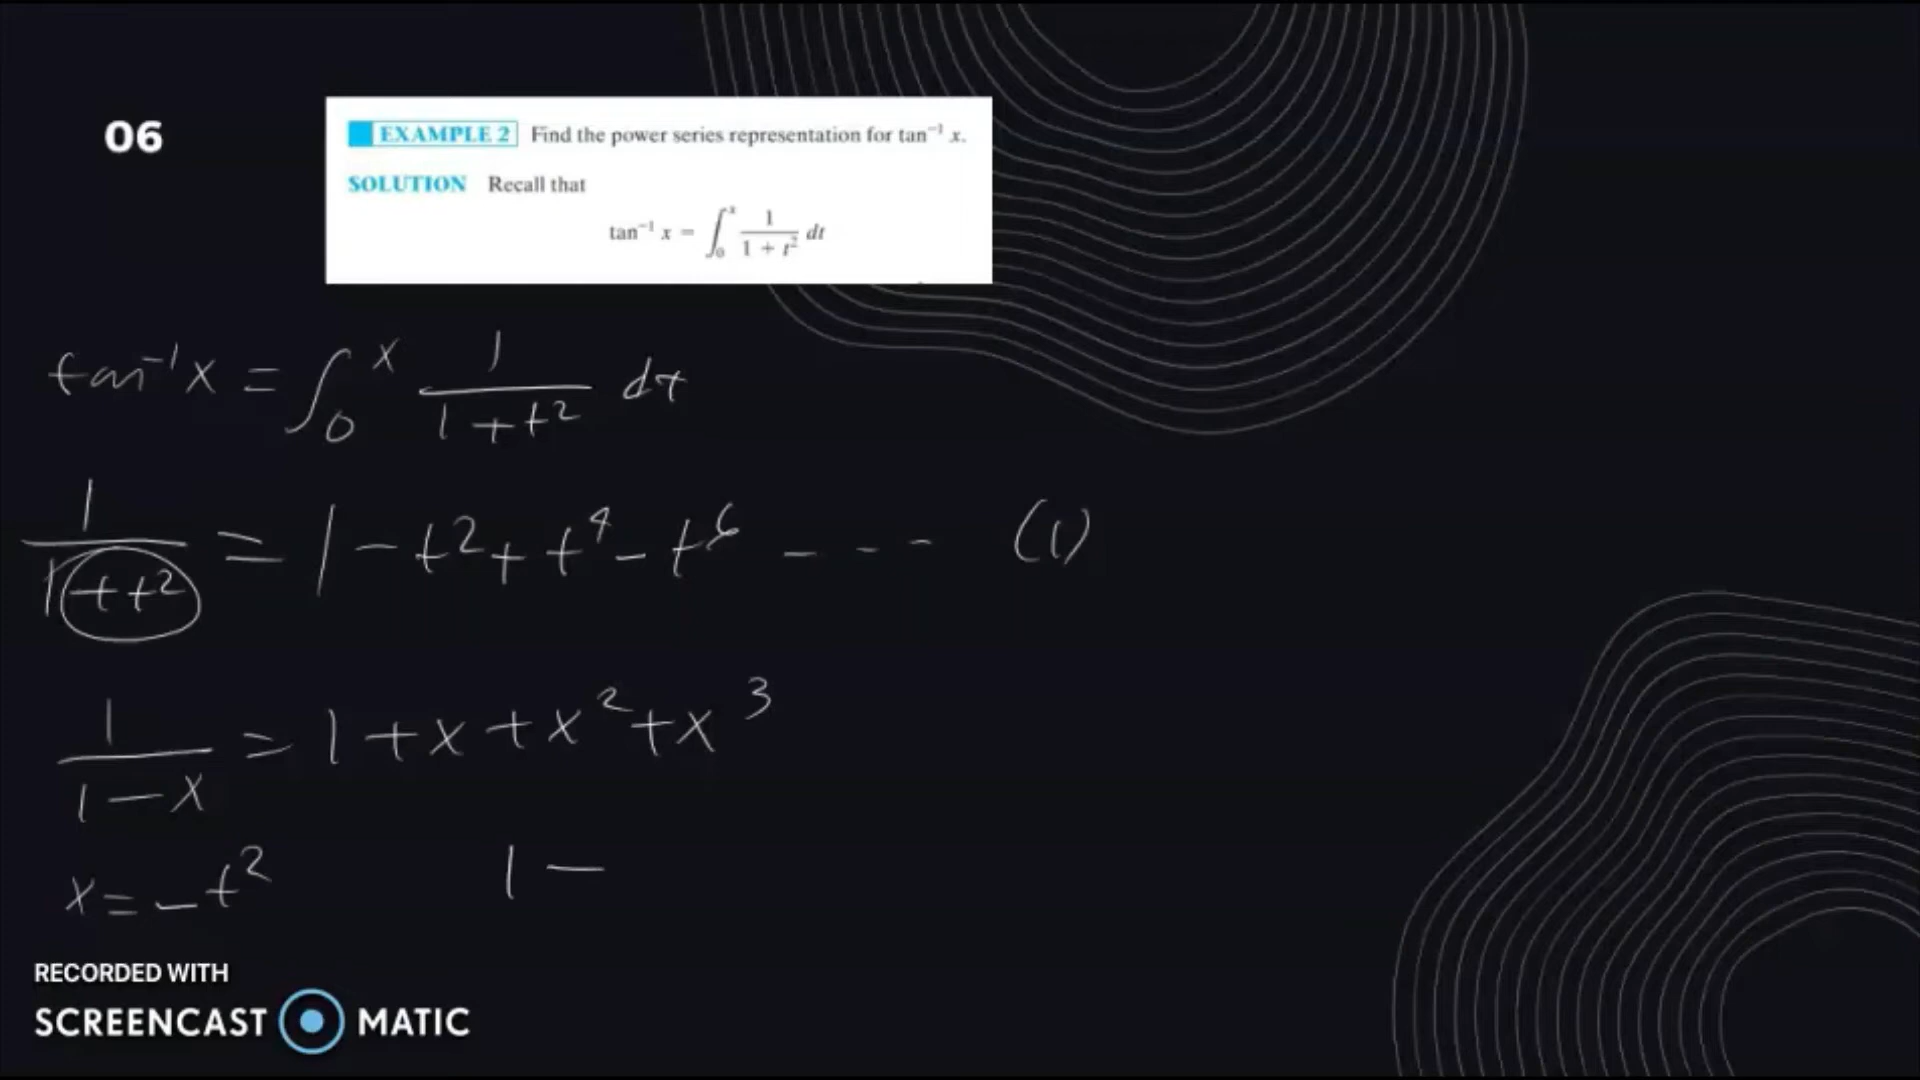 06
EXAMPLE 2 Find the power series representation for tan⁻¹ x.
SOLUTION Recall that
tan⁻¹ x = ∫₀ˣ 1/(1 + t²) dt
tan⁻¹x = ∫₀ˣ 1/(1+t²) dt
1/(1+t²) = 1 - t² + t⁴ - t⁶ - - - (1)
1/(1-x) = 1 + x + x² + x³
x = -t² 1 -
RECORDED WITH
SCREENCAST MATIC